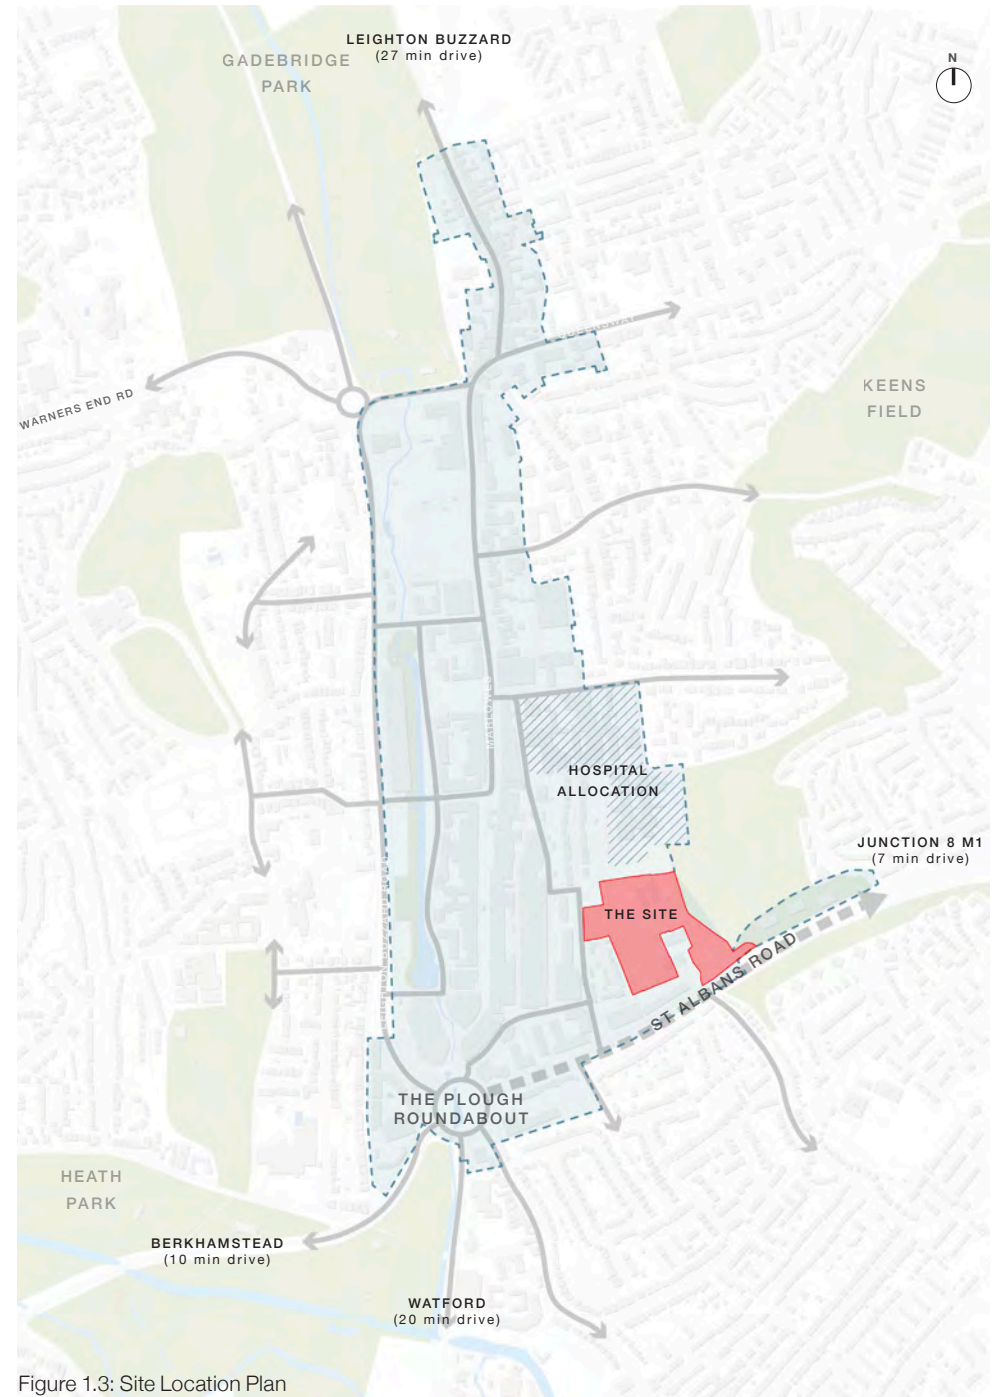 LEIGHTON BUZZARD
(27 min drive)
GADEBRIDGE
PARK
N
QUEENSWAY
KEENS
FIELD
WARNERS END RD
HOSPITAL
ALLOCATION
JUNCTION 8 M1
(7 min drive)
THE SITE
ST ALBANS ROAD
THE PLOUGH
ROUNDABOUT
HEATH
PARK
BERKHAMSTEAD
(10 min drive)
WATFORD
(20 min drive)
Figure 1.3: Site Location Plan